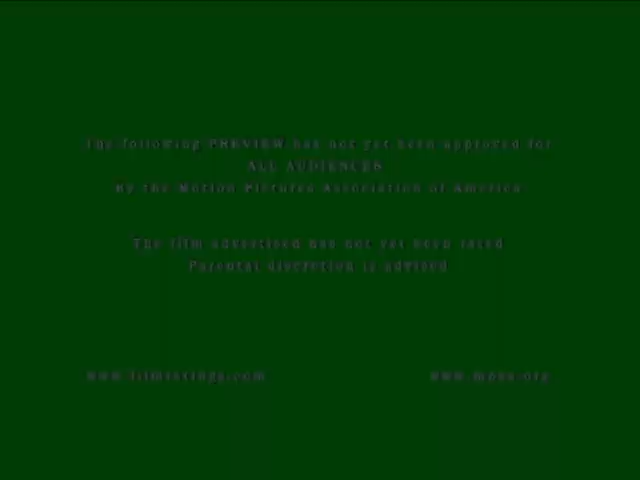 The following PREVIEW has not yet been approved for
ALL AUDIENCES
By the Motion Pictures Association of America
The film advertised has not yet been rated
Parental discretion is advised
www.filmratings.com
www.mpaa.org